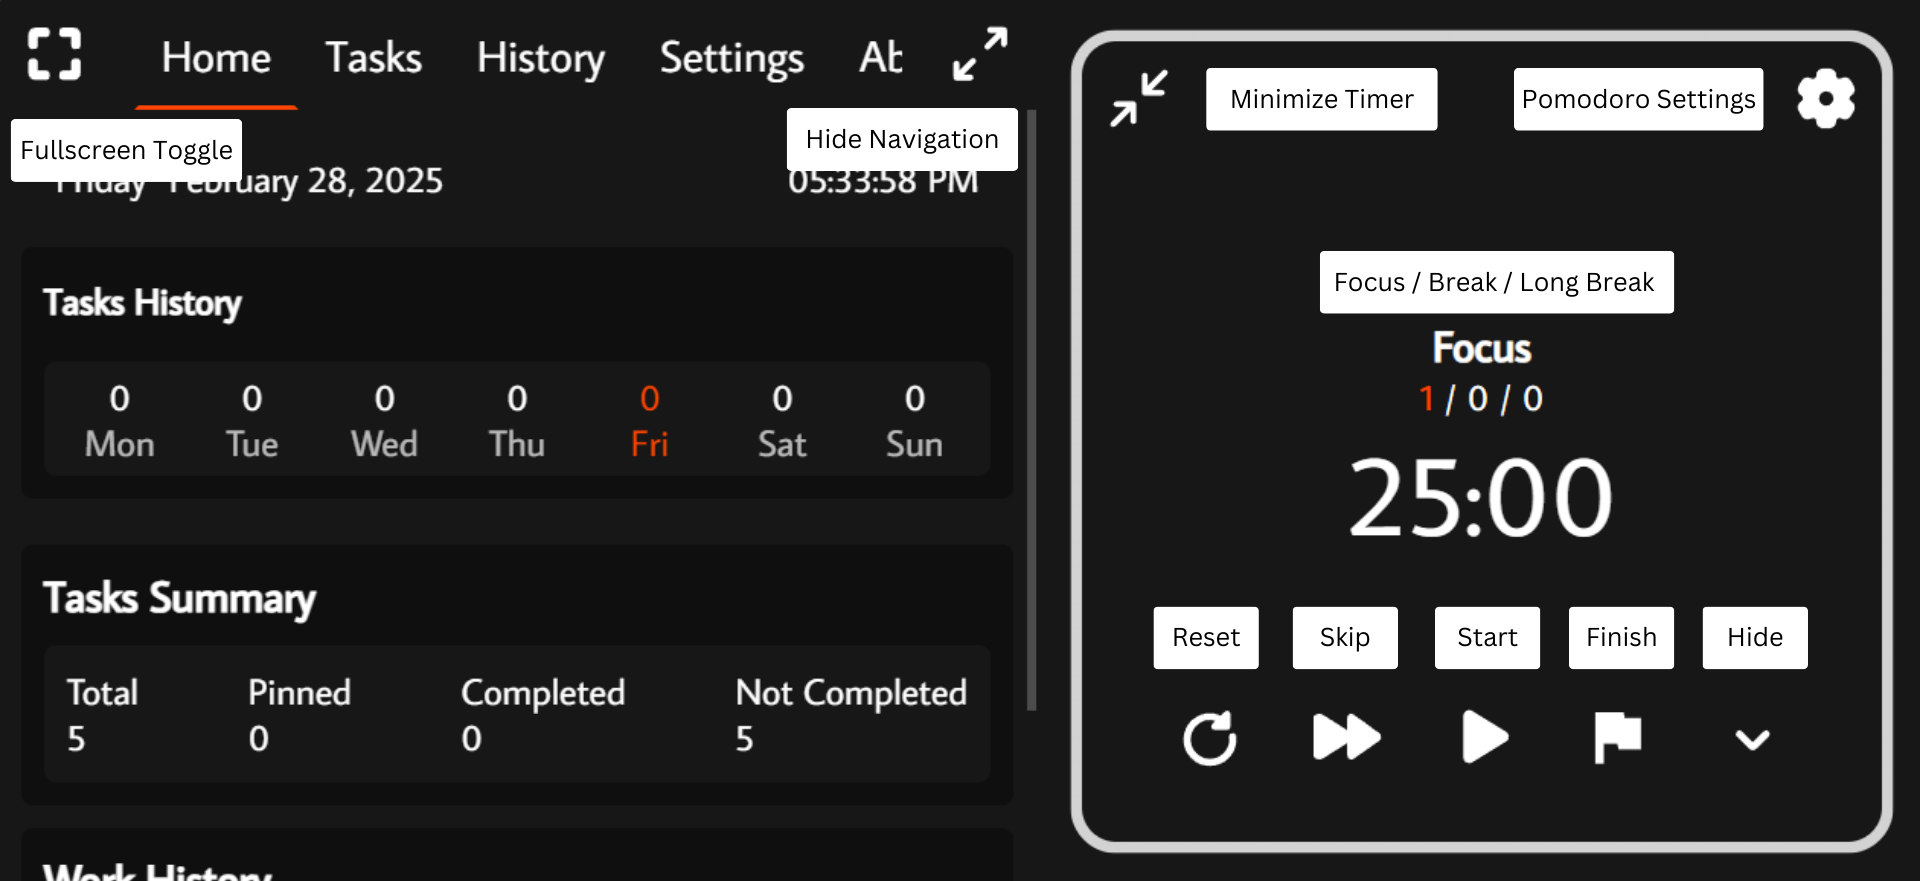 Home Tasks History Settings Ab
Fullscreen Toggle
Hide Navigation
Friday February 28, 2025
05:33:58 PM
Tasks History
0 0 0 0 0 0 0
Mon Tue Wed Thu Fri Sat Sun
Tasks Summary
Total Pinned Completed Not Completed
5 0 0 5
Work History
Minimize Timer
Pomodoro Settings
Focus / Break / Long Break
Focus
1 / 0 / 0
25:00
Reset Skip Start Finish Hide